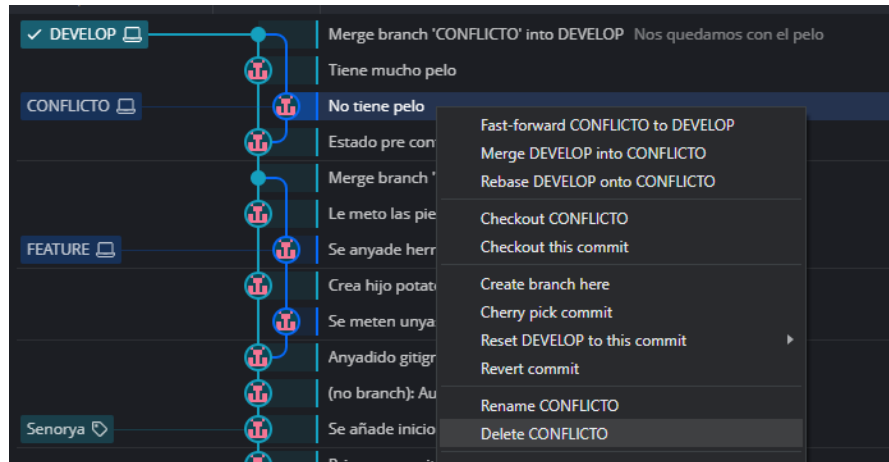 ✓ DEVELOP
Merge branch 'CONFLICTO' into DEVELOP Nos quedamos con el pelo
Tiene mucho pelo
CONFLICTO
No tiene pelo
Estado pre con
Merge branch '
Le meto las pie
FEATURE
Se anyade herr
Crea hijo potat
Se meten unya
Anyadido gitigr
(no branch): Au
Senorya
Se añade inicio
Fast-forward CONFLICTO to DEVELOP
Merge DEVELOP into CONFLICTO
Rebase DEVELOP onto CONFLICTO
Checkout CONFLICTO
Checkout this commit
Create branch here
Cherry pick commit
Reset DEVELOP to this commit
Revert commit
Rename CONFLICTO
Delete CONFLICTO